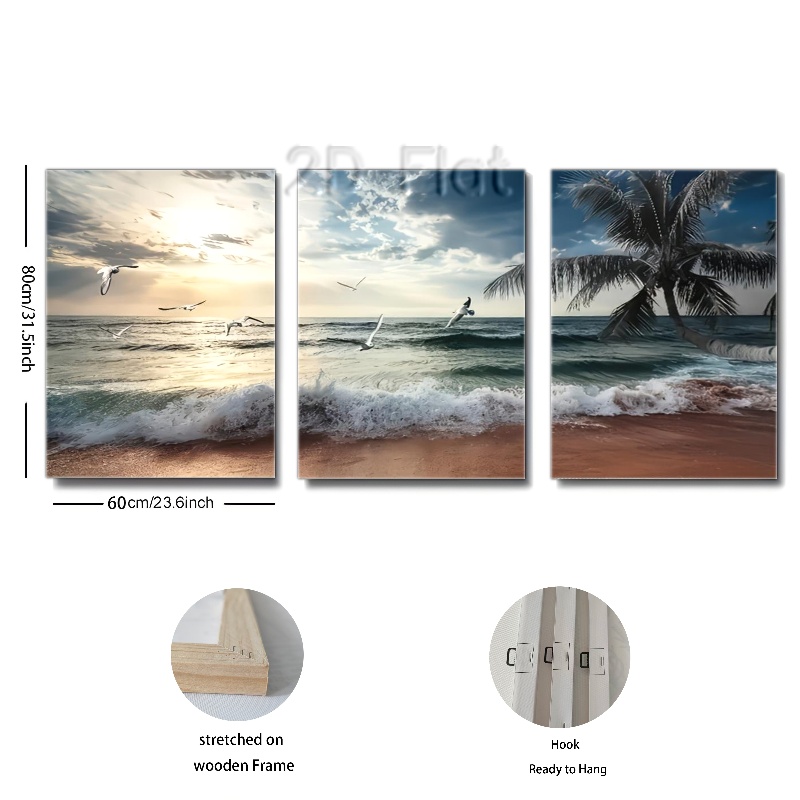 2D Flat
80cm/31.5inch
60cm/23.6inch
stretched on
wooden Frame
Hook
Ready to Hang